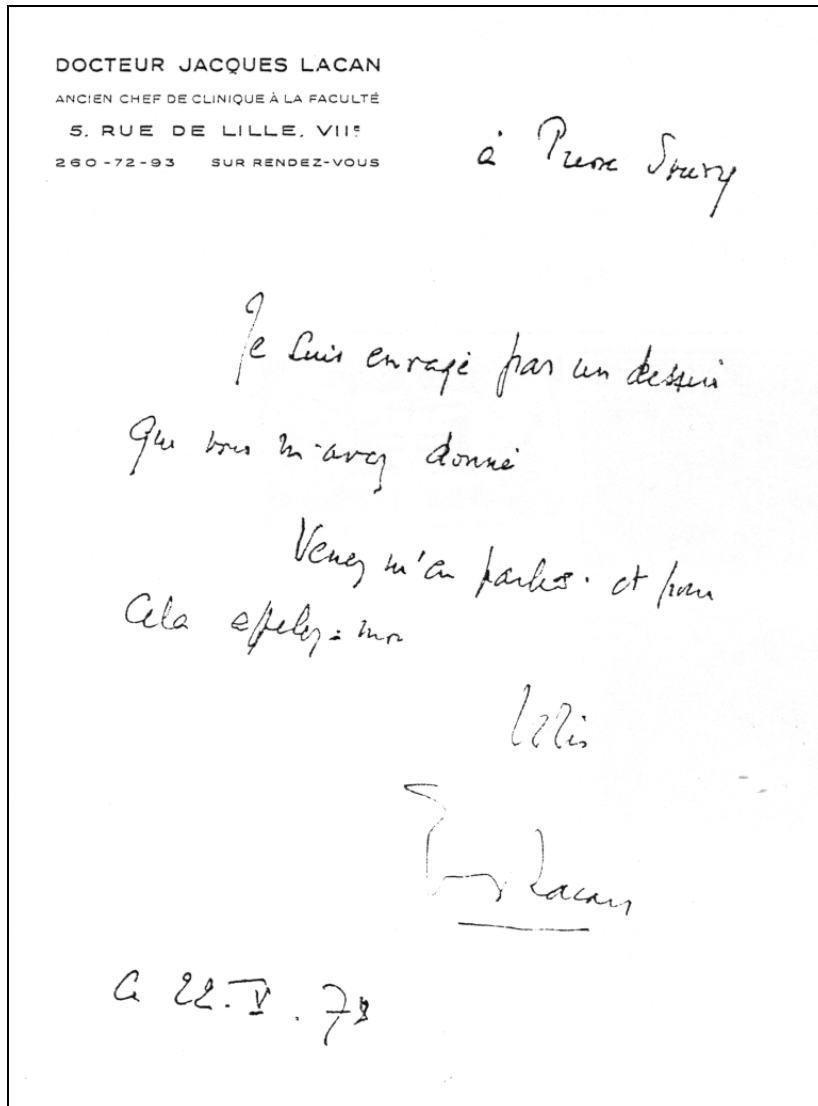 DOCTEUR JACQUES LACAN
ANCIEN CHEF DE CLINIQUE À LA FACULTÉ
5, RUE DE LILLE, VIIE
260-72-93 SUR RENDEZ-VOUS
à Pierre Soury
Je suis enragé par un dessin
que vous m'avez donné
Venez m'en parler. et pour
cela appelez-moi
Lacan
Ce 22.V.